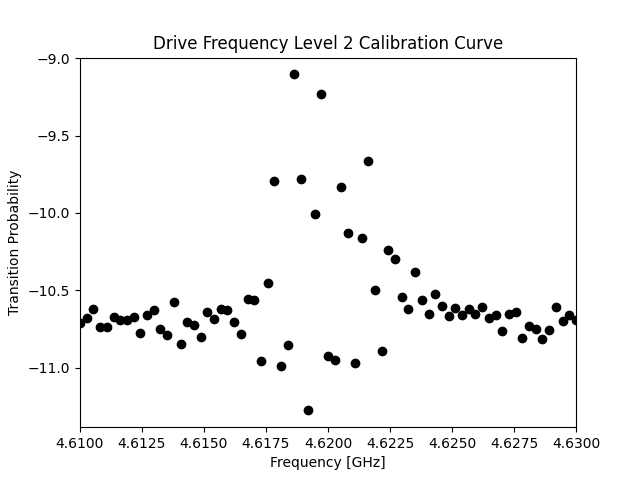 Drive Frequency Level 2 Calibration Curve
Transition Probability
−9.0
−9.5
−10.0
−10.5
−11.0
4.6100 4.6125 4.6150 4.6175 4.6200 4.6225 4.6250 4.6275 4.6300
Frequency [GHz]